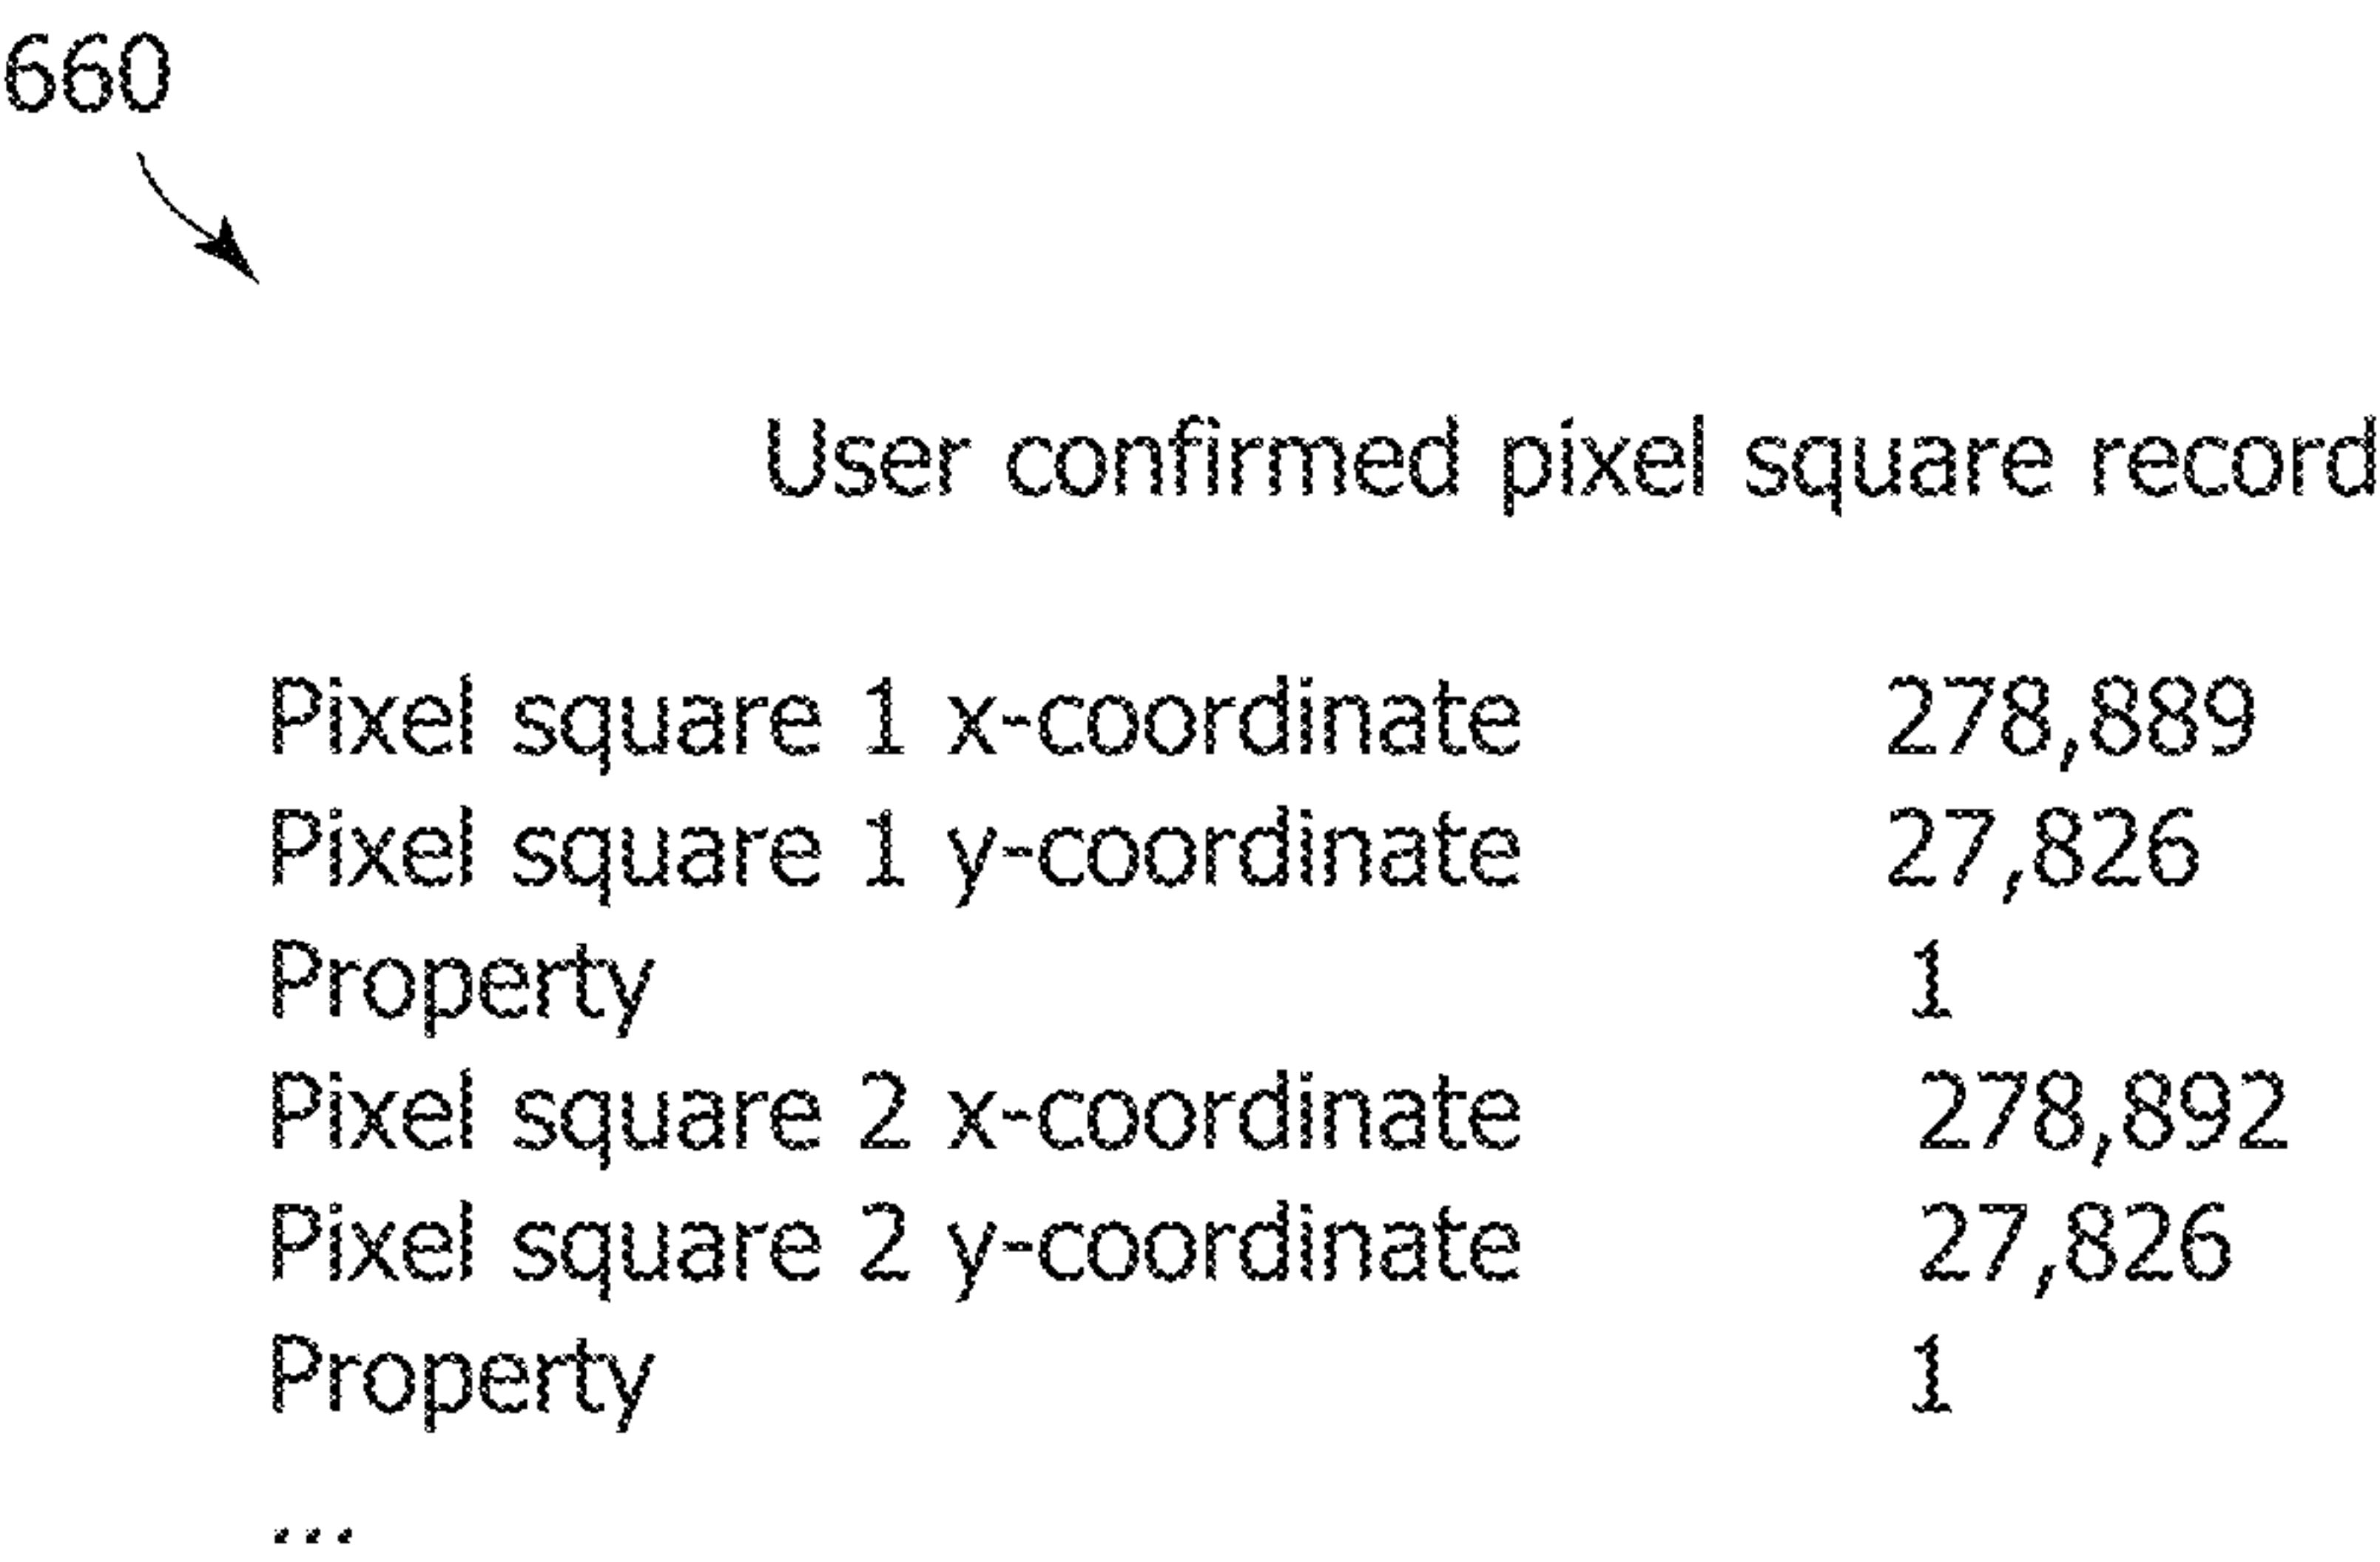 660
User confirmed pixel square record
Pixel square 1 x-coordinate 278,889
Pixel square 1 y-coordinate 27,826
Property 1
Pixel square 2 x-coordinate 278,892
Pixel square 2 y-coordinate 27,826
Property 1
...